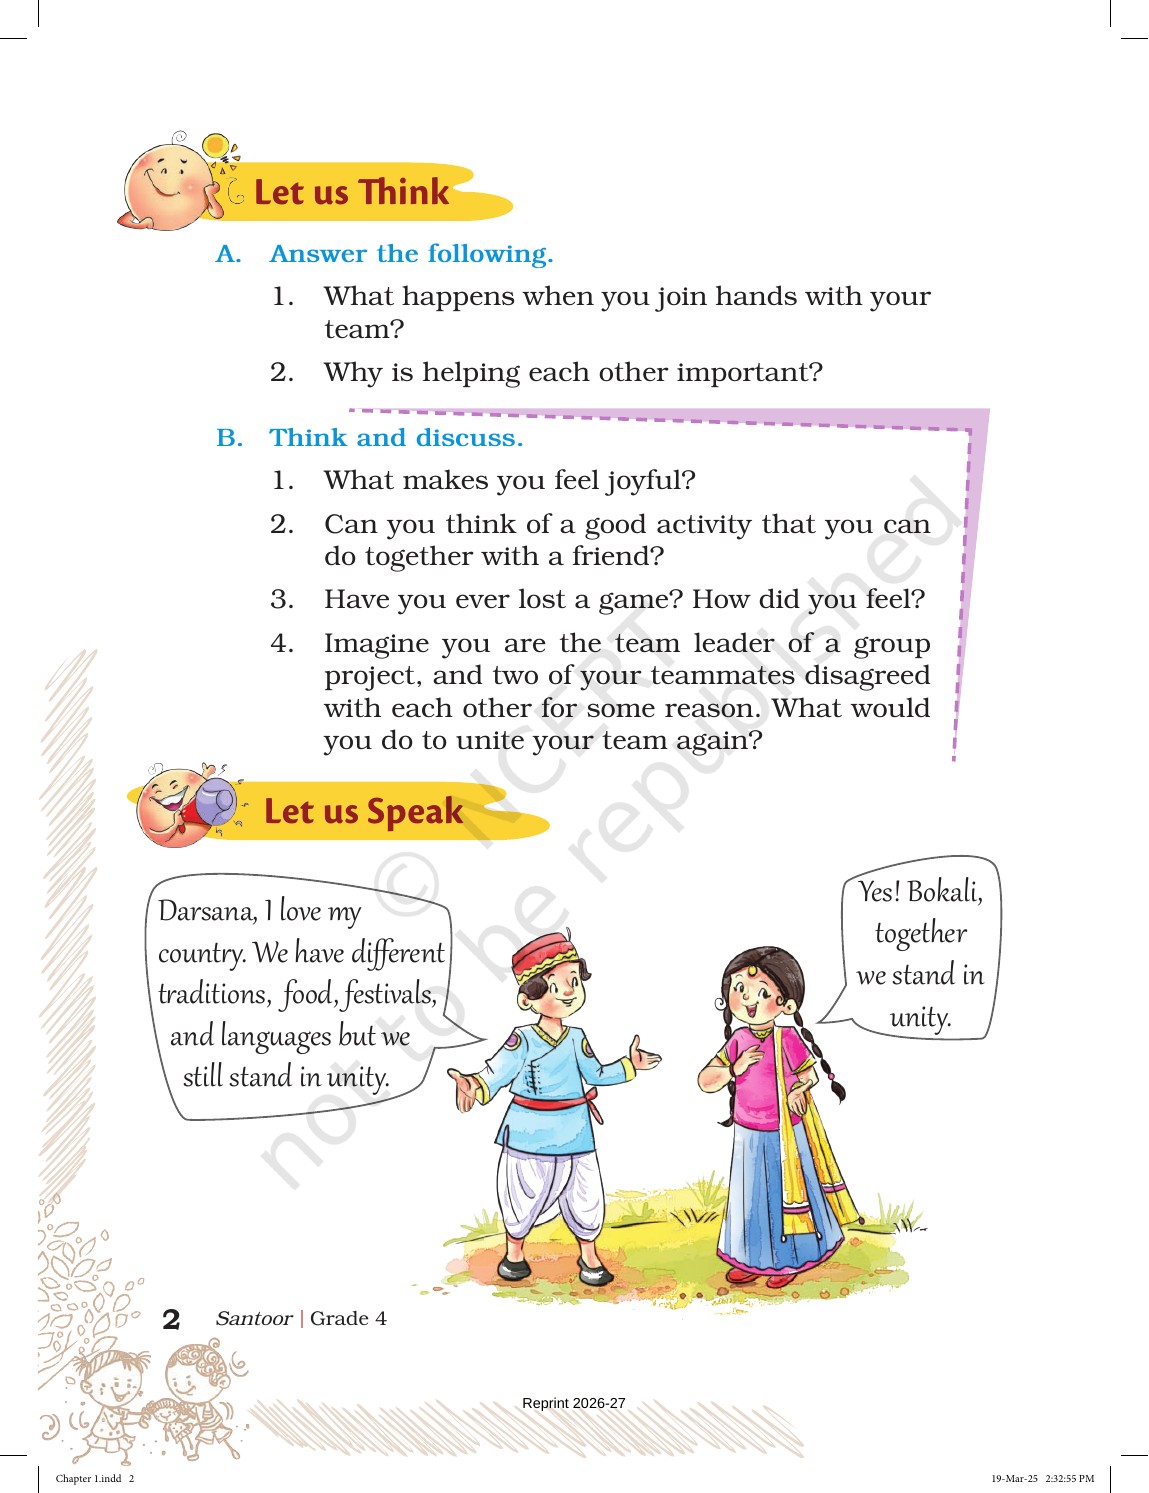 Let us Think
A. Answer the following.
1. What happens when you join hands with your
team?
2. Why is helping each other important?
B. Think and discuss.
1. What makes you feel joyful?
2. Can you think of a good activity that you can
do together with a friend?
3. Have you ever lost a game? How did you feel?
4. Imagine you are the team leader of a group
project, and two of your teammates disagreed
with each other for some reason. What would
you do to unite your team again?
Let us Speak
Darsana, I love my
country. We have different
traditions, food, festivals,
and languages but we
still stand in unity.
Yes! Bokali,
together
we stand in
unity.
© NCERT
not to be republished
2 Santoor | Grade 4
Reprint 2026-27
Chapter 1.indd 2
19-Mar-25 2:32:55 PM